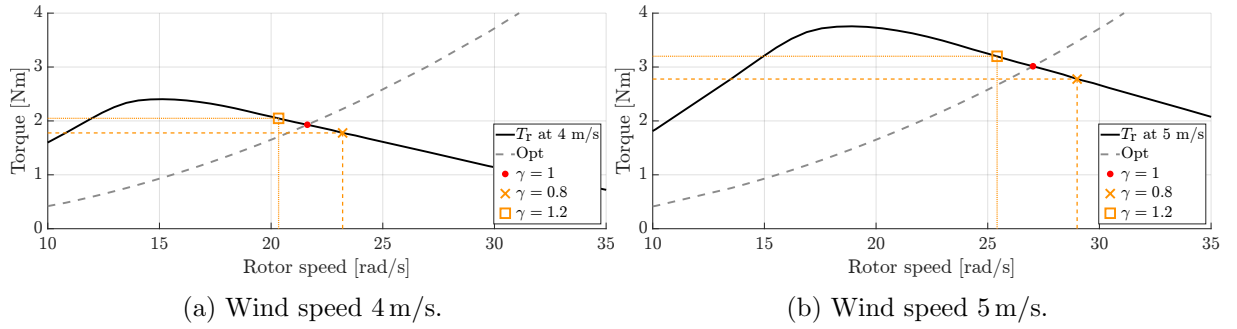 4
3
2
1
0
Torque [Nm]
10
15
20
25
30
35
Rotor speed [rad/s]
T_r at 4 m/s
Opt
γ = 1
γ = 0.8
γ = 1.2
(a) Wind speed 4 m/s.
4
3
2
1
0
Torque [Nm]
10
15
20
25
30
35
Rotor speed [rad/s]
T_r at 5 m/s
Opt
γ = 1
γ = 0.8
γ = 1.2
(b) Wind speed 5 m/s.